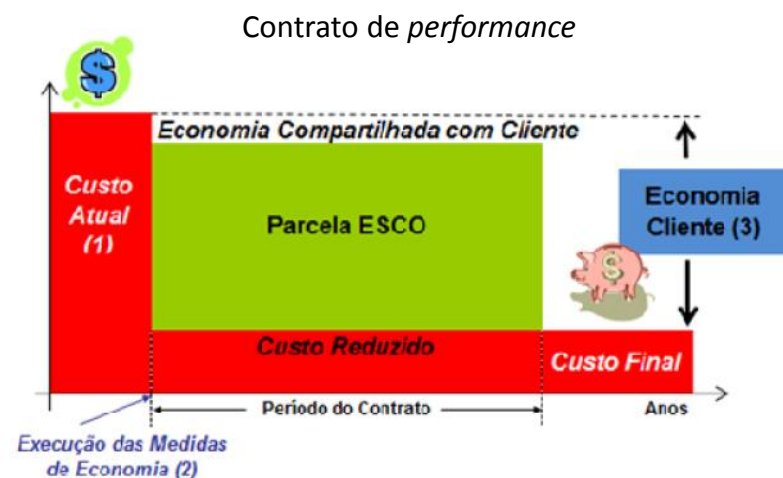 Contrato de performance
$
Economia Compartilhada com Cliente
Custo
Atual
(1)
Parcela ESCO
Economia
Cliente (3)
$
Custo Reduzido
Custo Final
Período do Contrato
Anos
Execução das Medidas
de Economia (2)